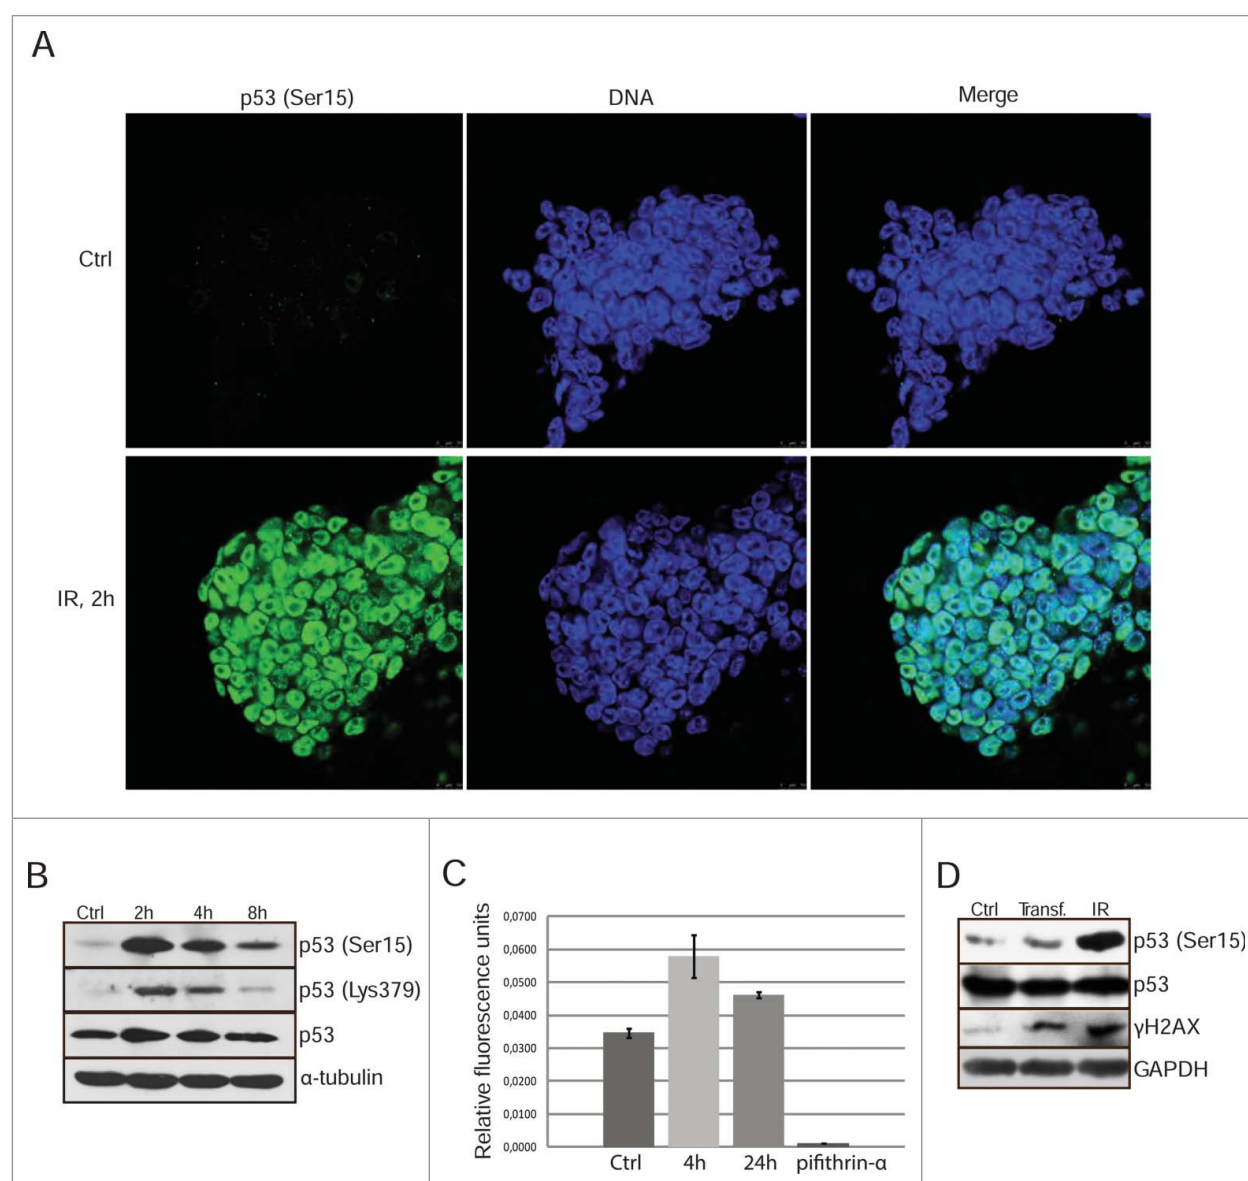 A
p53 (Ser15)
DNA
Merge
Ctrl
IR, 2h
B
Ctrl 2h 4h 8h
p53 (Ser15)
p53 (Lys379)
p53
α-tubulin
C
Relative fluorescence units
0,0700
0,0600
0,0500
0,0400
0,0300
0,0200
0,0100
0,0000
Ctrl 4h 24h pifithrin-α
D
Ctrl Transf. IR
p53 (Ser15)
p53
γH2AX
GAPDH